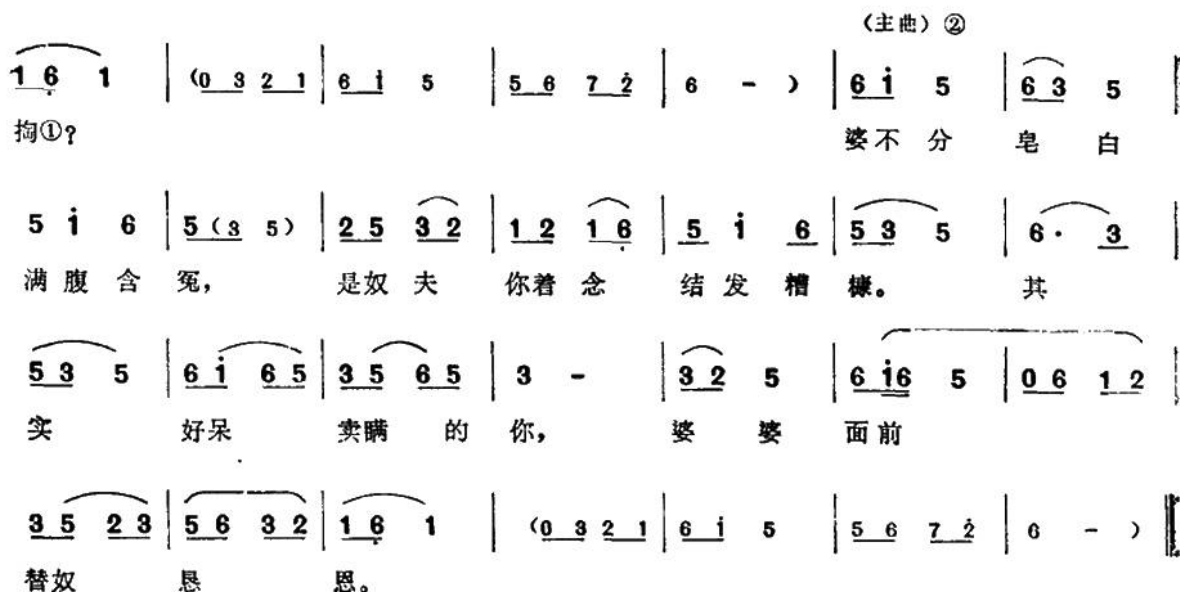 （主曲）②
1 6 1 | （0 3 2 1 | 6 i 5 | 5 6 7 2 | 6 － ） | 6 i 5 | 6 3 5 |
掏①？ 婆不 分 皂 白
5 i 6 | 5（3 5） | 2 5 3 2 | 1 2 1 6 | 5 i 6 | 5 3 5 | 6· 3 |
满腹含 冤， 是奴 夫 你着 念 结发糟 糠。 其
5 3 5 | 6 i 6 5 | 3 5 6 5 | 3 － | 3 2 5 | 6 i6 5 | 0 6 1 2 |
实 好呆 卖瞒 的 你， 婆 婆 面前
3 5 2 3 | 5 6 3 2 | 1 6 1 | （0 3 2 1 | 6 i 5 | 5 6 7 2 | 6 － ）
替奴 恳 恩。